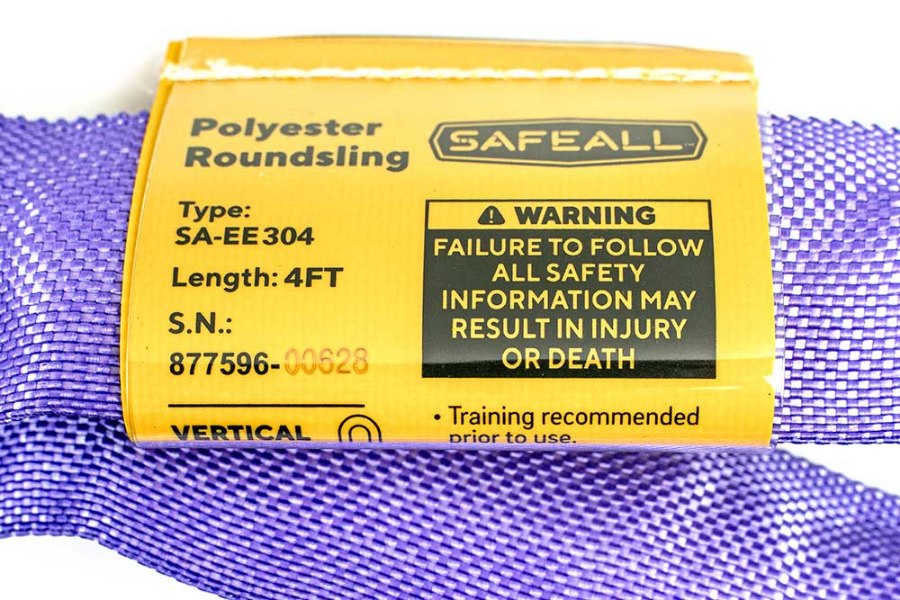 Polyester
Roundsling
SAFEALL™
Type:
SA-EE304
Length: 4FT
S.N.:
877596-00628
VERTICAL
WARNING
FAILURE TO FOLLOW
ALL SAFETY
INFORMATION MAY
RESULT IN INJURY
OR DEATH
• Training recommended
prior to use.